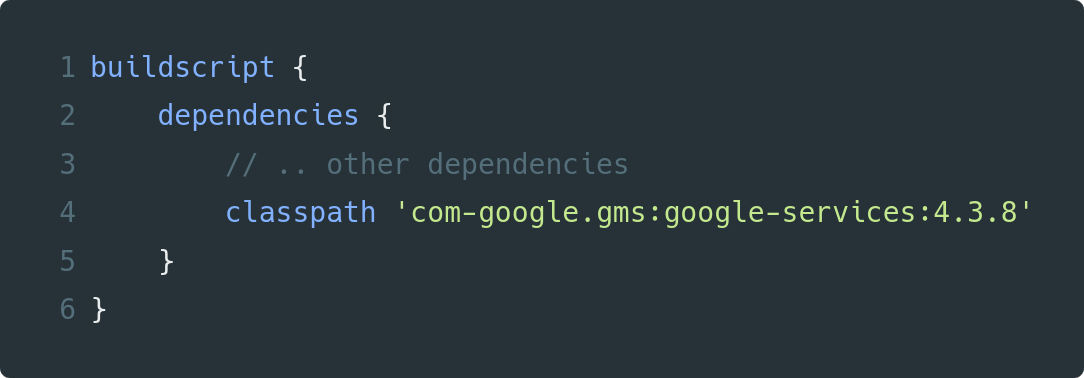 1 buildscript {
2     dependencies {
3         // .. other dependencies
4         classpath 'com-google.gms:google-services:4.3.8'
5     }
6 }